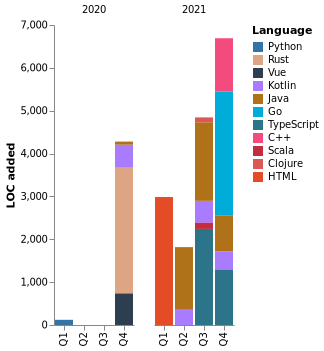 2020
2021
LOC added
7,000
6,000
5,000
4,000
3,000
2,000
1,000
0
Q1
Q2
Q3
Q4
Q1
Q2
Q3
Q4
Language
Python
Rust
Vue
Kotlin
Java
Go
TypeScript
C++
Scala
Clojure
HTML